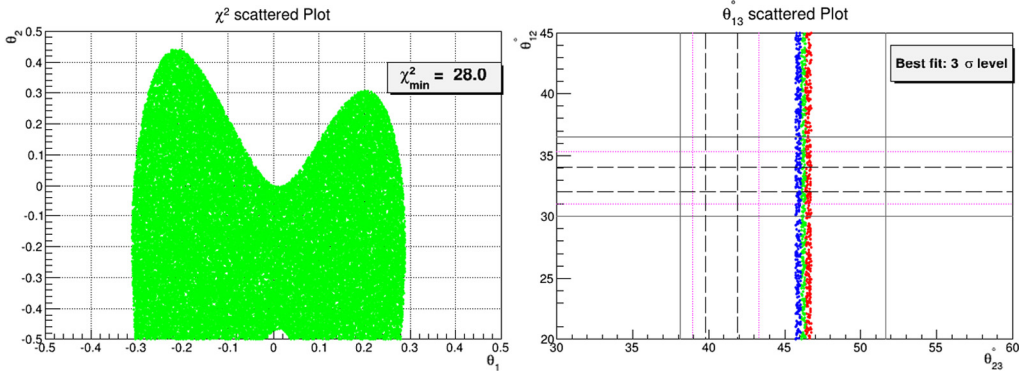 χ² scattered Plot
θ₂
0.5
0.4
0.3
0.2
0.1
0
-0.1
-0.2
-0.3
-0.4
-0.5
χ²min = 28.0
-0.5 -0.4 -0.3 -0.2 -0.1 0 0.1 0.2 0.3 0.4 0.5
θ₁
θ°₁₃ scattered Plot
θ°₁₂
45
40
35
30
25
20
Best fit: 3 σ level
30 35 40 45 50 55 60
θ°₂₃